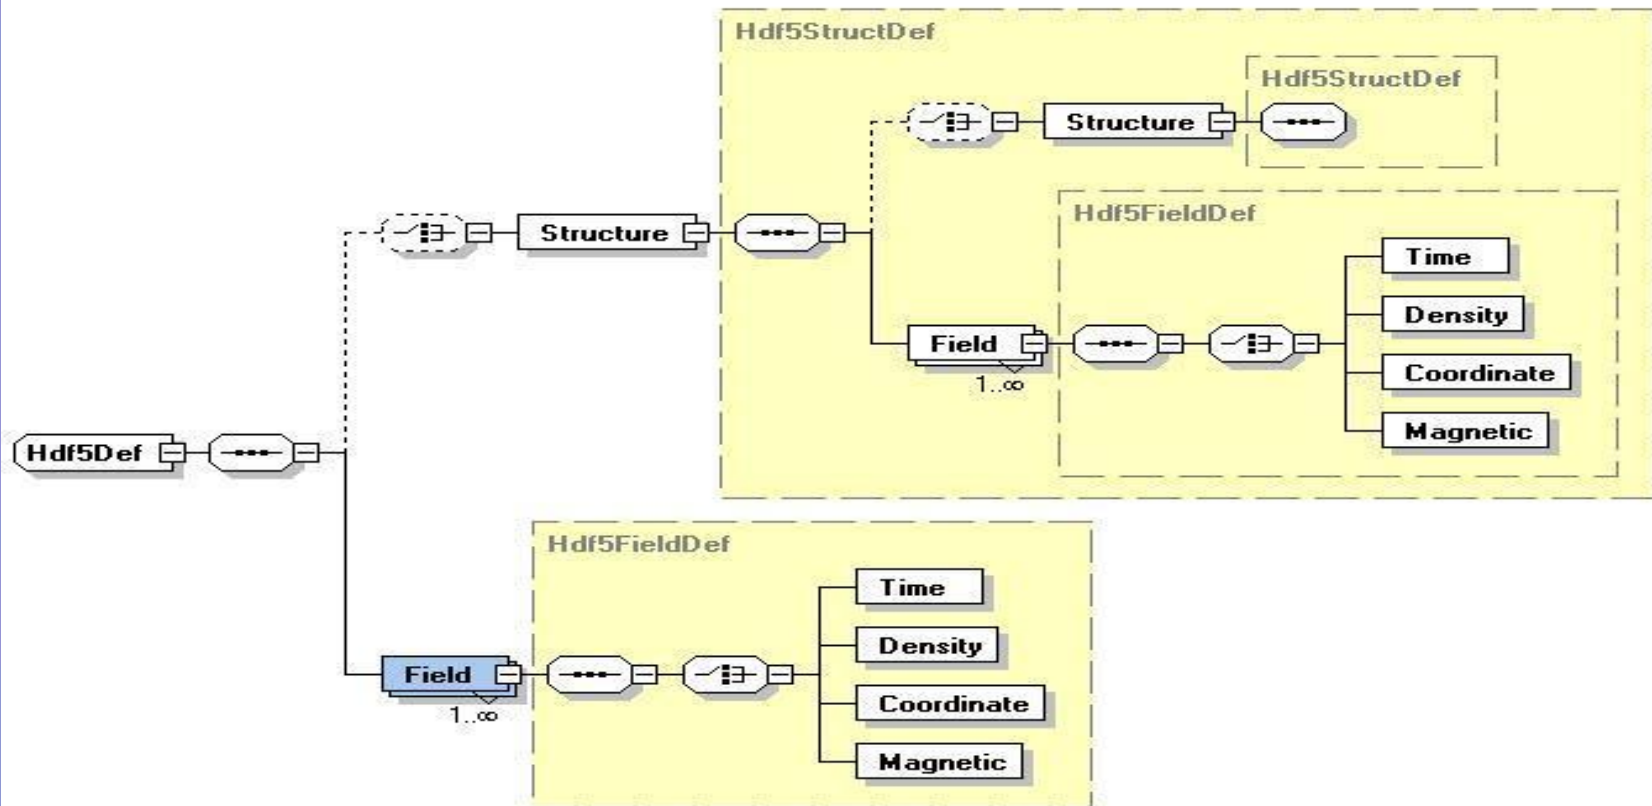 Hdf5StructDef
Hdf5StructDef
Structure
Hdf5FieldDef
Structure
Time
Density
Field
1..∞
Coordinate
Magnetic
Hdf5Def
Hdf5FieldDef
Time
Density
Field
1..∞
Coordinate
Magnetic